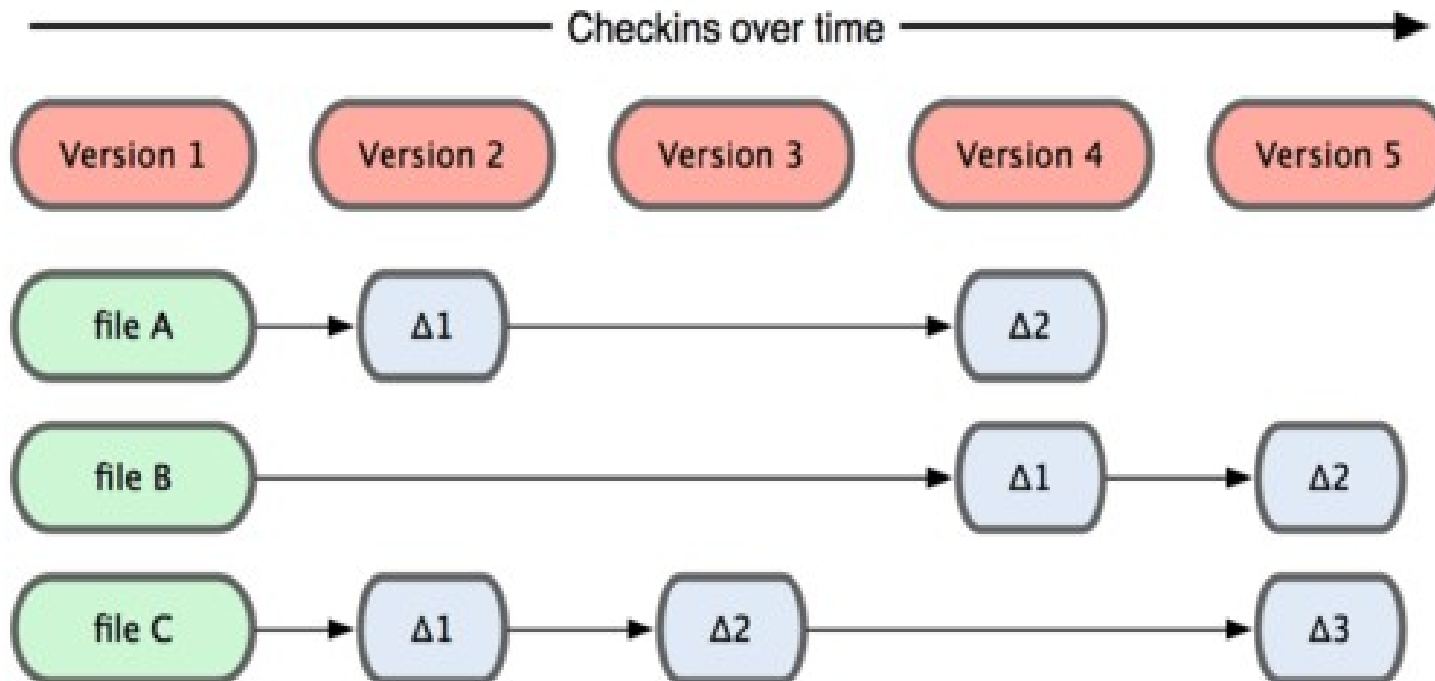 Checkins over time
Version 1 Version 2 Version 3 Version 4 Version 5
file A Δ1 Δ2
file B Δ1 Δ2
file C Δ1 Δ2 Δ3